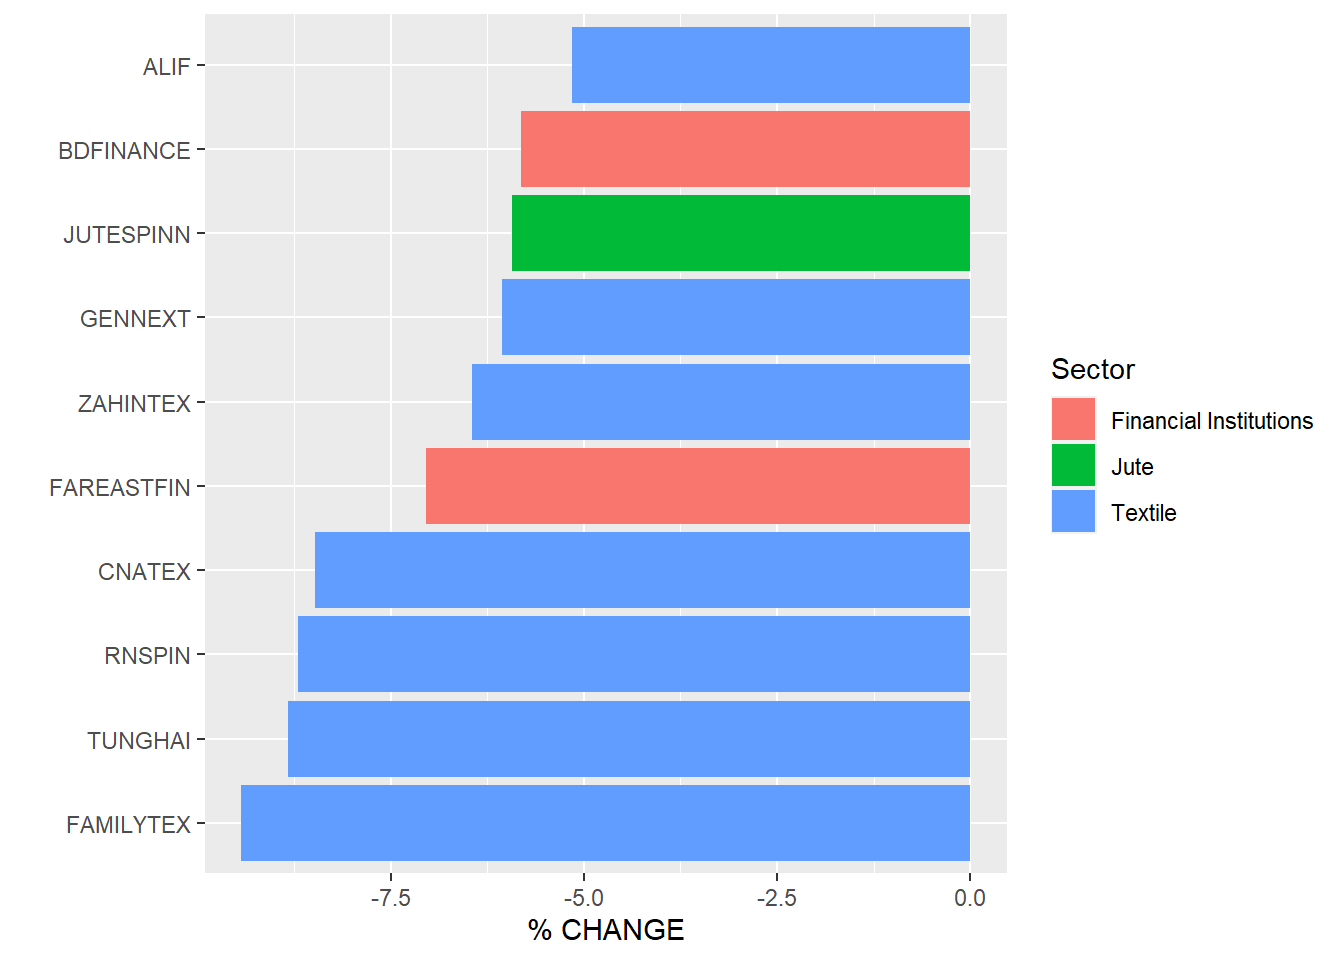 ALIF
BDFINANCE
JUTESPINN
GENNEXT
ZAHINTEX
FAREASTFIN
CNATEX
RNSPIN
TUNGHAI
FAMILYTEX
-7.5 -5.0 -2.5 0.0
% CHANGE
Sector
Financial Institutions
Jute
Textile